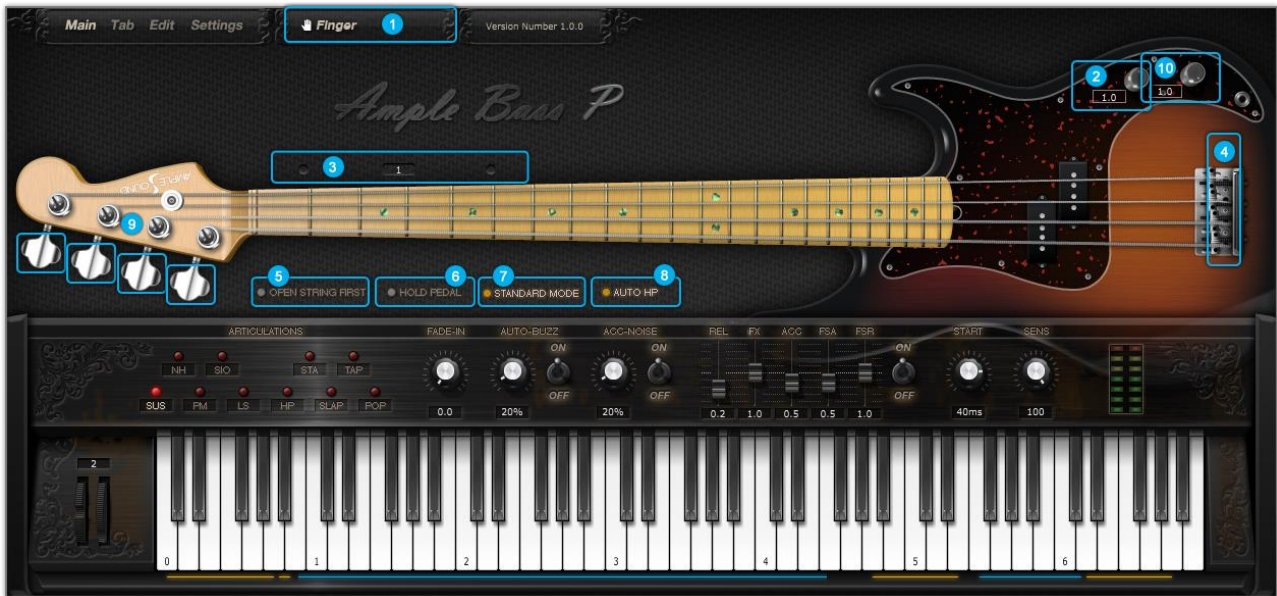 Main Tab Edit Settings
Finger 1
Version Number 1.0.0
2
1.0
10
1.0
Ample Bass P
3
1
4
AMPLE SOUND
9
5
6
7
8
OPEN STRING FIRST
HOLD PEDAL
STANDARD MODE
AUTO HP
ARTICULATIONS FADE-IN AUTO-BUZZ ACC-NOISE REL FX ACC FSA FSR START SENS
ON ON ON
NH SIO STA TAP
OFF OFF OFF
SUS PM LS HP SLAP POP
0.0 20% 20% 0.2 1.0 0.5 0.5 1.0 40ms 100
2
0 1 2 3 4 5 6